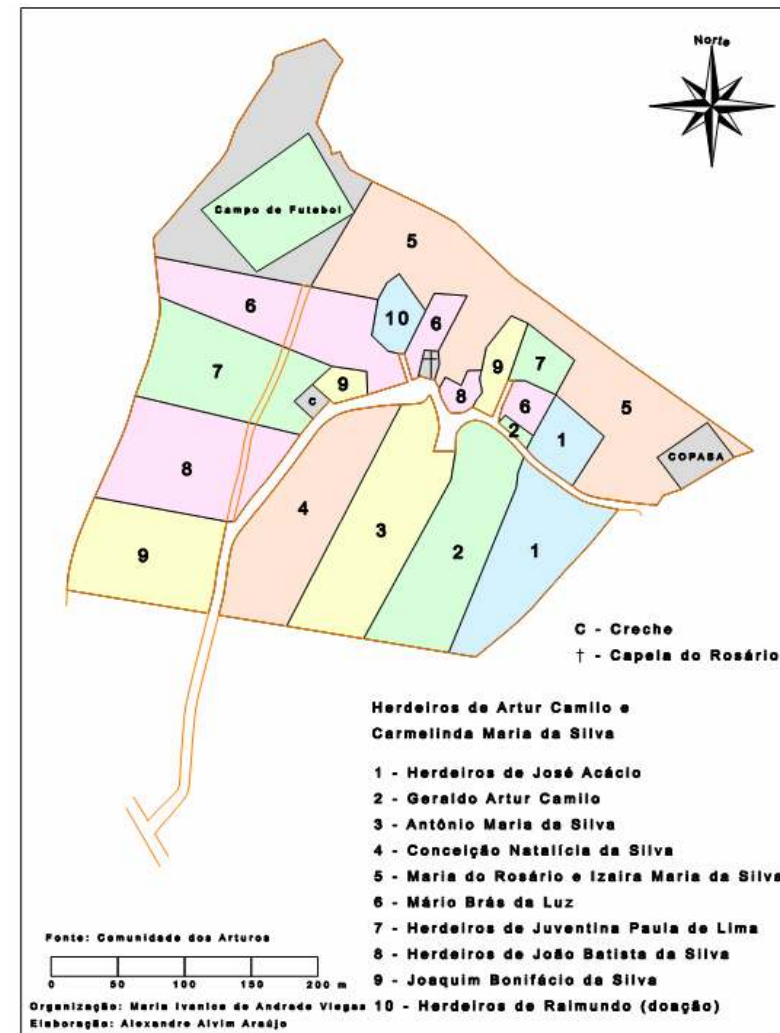 Norte
Campo de Futebol
5
6
10
6
7
9
7
9
C
8
6
5
2
1
COPASA
8
4
3
2
1
9
C - Creche
† - Capela do Rosário
Herdeiros de Artur Camilo e
Carmelinda Maria da Silva
1 - Herdeiros de José Acácio
2 - Geraldo Artur Camilo
3 - Antônio Maria da Silva
4 - Conceição Natalícia da Silva
5 - Maria do Rosário e Izaira Maria da Silva
6 - Mário Brás da Luz
7 - Herdeiros de Juventina Paula de Lima
8 - Herdeiros de João Batista da Silva
9 - Joaquim Bonifácio da Silva
10 - Herdeiros de Raimundo (doação)
Fonte: Comunidade dos Arturos
0 50 100 150 200 m
Organização: Maria Ivanice de Andrade Viegas
Elaboração: Alexandre Alvim Araújo